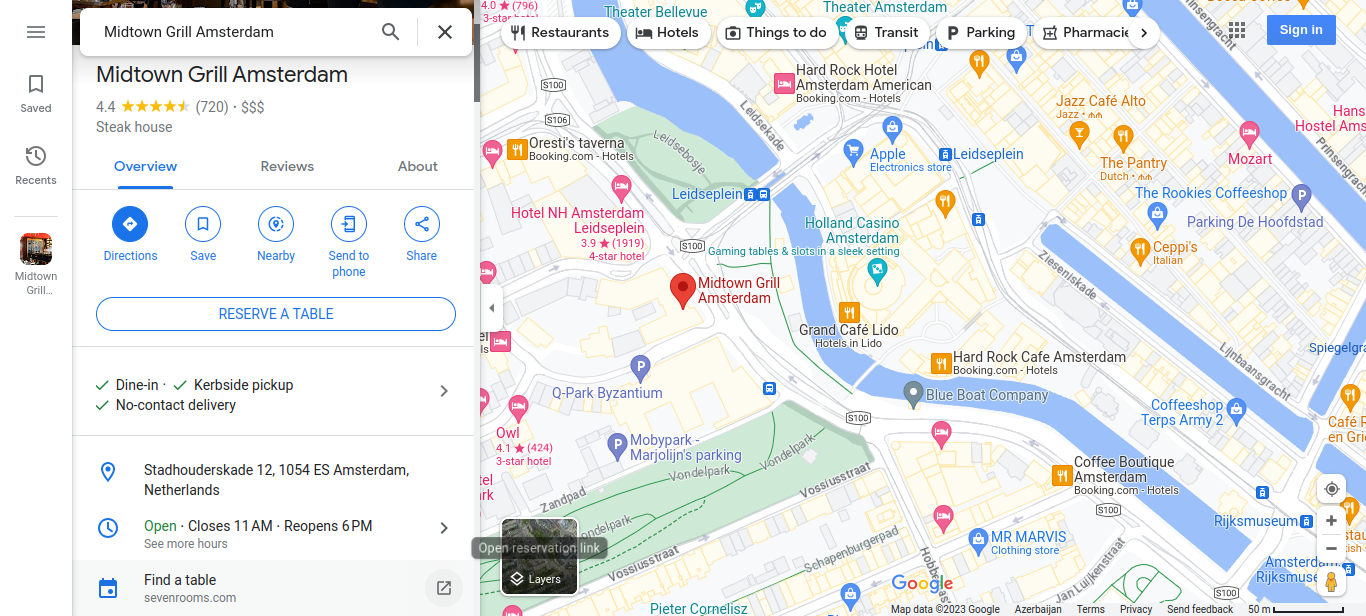 Midtown Grill Amsterdam
Saved
Recents
Midtown
Grill...
Midtown Grill Amsterdam
4.4 (720) · $$$
Steak house
Overview
Reviews
About
Directions
Save
Nearby
Send to
phone
Share
RESERVE A TABLE
Dine-in · Kerbside pickup
No-contact delivery
Stadhouderskade 12, 1054 ES Amsterdam,
Netherlands
Open · Closes 11 AM · Reopens 6 PM
See more hours
Find a table
sevenrooms.com
Open reservation link
Layers
Restaurants
Hotels
Things to do
Transit
Parking
Pharmacie
Sign in
4.0 ★ (796)
3-star
Theater Bellevue
Theater Amsterdam
S100
S106
Hard Rock Hotel
Amsterdam American
Booking.com - Hotels
Oresti's taverna
Booking.com - Hotels
Leidsebosje
Leidsekade
Apple
Electronics store
Leidseplein
Jazz Café Alto
Jazz
The Pantry
Dutch
Mozart
Hans
Hostel Ams
Prinsengracht
The Rookies Coffeeshop
Parking De Hoofdstad
Leidseplein
Hotel NH Amsterdam
Leidseplein
3.9 ★ (1919)
4-star hotel
S100
Holland Casino
Amsterdam
Gaming tables & slots in a sleek setting
Ceppi's
Italian
Zieseniskade
Midtown Grill
Amsterdam
Grand Café Lido
Hotels in Lido
Hard Rock Cafe Amsterdam
Booking.com - Hotels
Lijnbaansgracht
Spiegelgra
Q-Park Byzantium
Blue Boat Company
S100
Coffeeshop
Terps Army 2
Café R
en Grie
Owl
4.1 ★ (424)
3-star hotel
Mobypark -
Marjolijn's parking
Vondelpark
Vondelpark
Vossiusstraat
Zandpad
Coffee Boutique
Amsterdam
Booking.com - Hotels
S100
Rijksmuseum
MR MARVIS
Clothing store
Vossiusstraat
Schapenburgerpad
Jan Luijkenstraat
Amsterdam,
Rijksmuse
S100
Pieter Cornelisz
Google
Map data ©2023 Google
Azerbaijan
Terms
Privacy
Send feedback
50 m